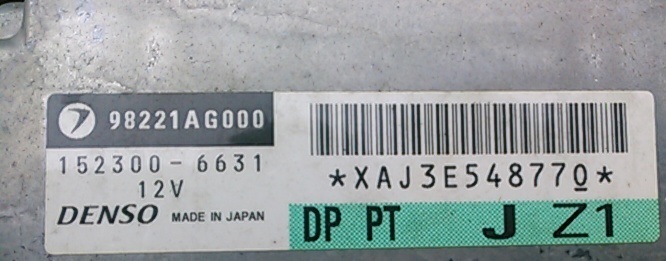 98221AG000
152300-6631
12V
DENSO MADE IN JAPAN
*XAJ3E548770*
DP PT J Z1